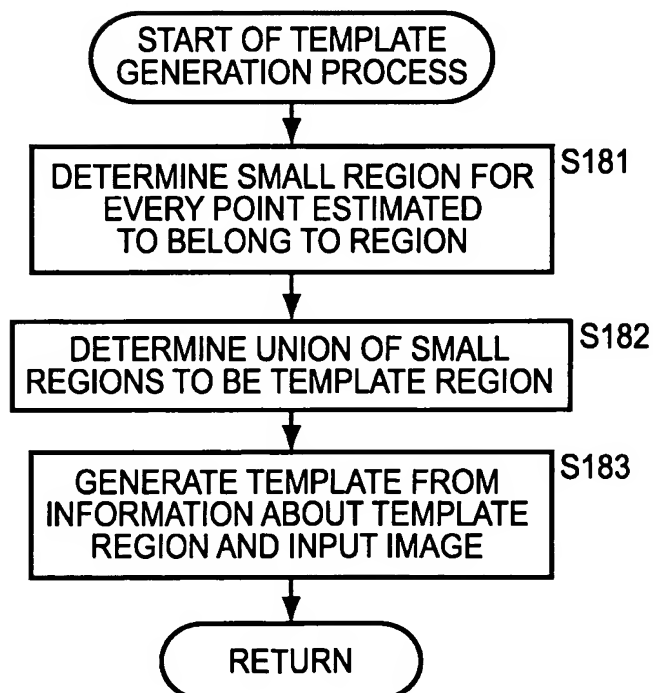 START OF TEMPLATE
GENERATION PROCESS
S181
DETERMINE SMALL REGION FOR
EVERY POINT ESTIMATED
TO BELONG TO REGION
S182
DETERMINE UNION OF SMALL
REGIONS TO BE TEMPLATE REGION
S183
GENERATE TEMPLATE FROM
INFORMATION ABOUT TEMPLATE
REGION AND INPUT IMAGE
RETURN